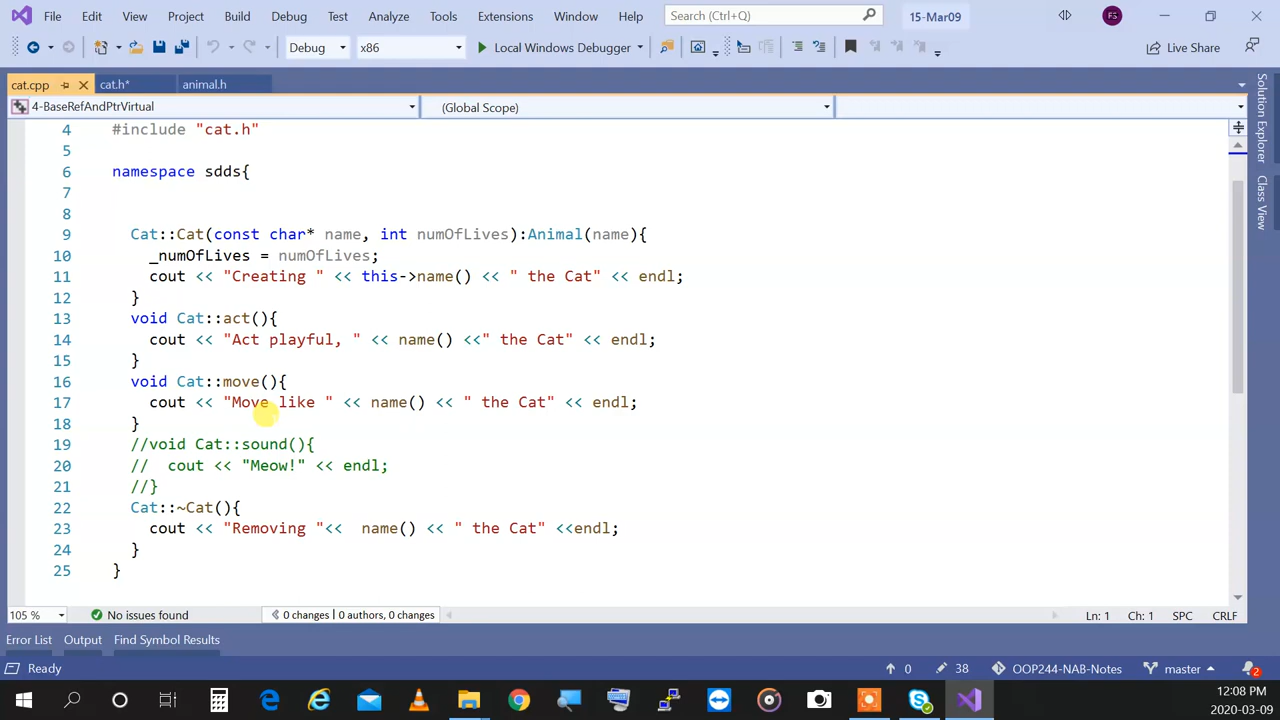 File Edit View Project Build Debug Test Analyze Tools Extensions Window Help Search (Ctrl+Q) 15-Mar09 FS
Debug x86 Local Windows Debugger Live Share
cat.cpp cat.h* animal.h
4-BaseRefAndPtrVirtual (Global Scope)
4 #include "cat.h"
5
6 namespace sdds{
7
8
9 Cat::Cat(const char* name, int numOfLives):Animal(name){
10 _numOfLives = numOfLives;
11 cout << "Creating " << this->name() << " the Cat" << endl;
12 }
13 void Cat::act(){
14 cout << "Act playful, " << name() <<" the Cat" << endl;
15 }
16 void Cat::move(){
17 cout << "Move like " << name() << " the Cat" << endl;
18 }
19 //void Cat::sound(){
20 // cout << "Meow!" << endl;
21 //}
22 Cat::~Cat(){
23 cout << "Removing "<< name() << " the Cat" <<endl;
24 }
25 }
Solution Explorer
Class View
105 % No issues found 0 changes | 0 authors, 0 changes Ln: 1 Ch: 1 SPC CRLF
Error List Output Find Symbol Results
Ready 0 38 OOP244-NAB-Notes master 2
12:08 PM
2020-03-09